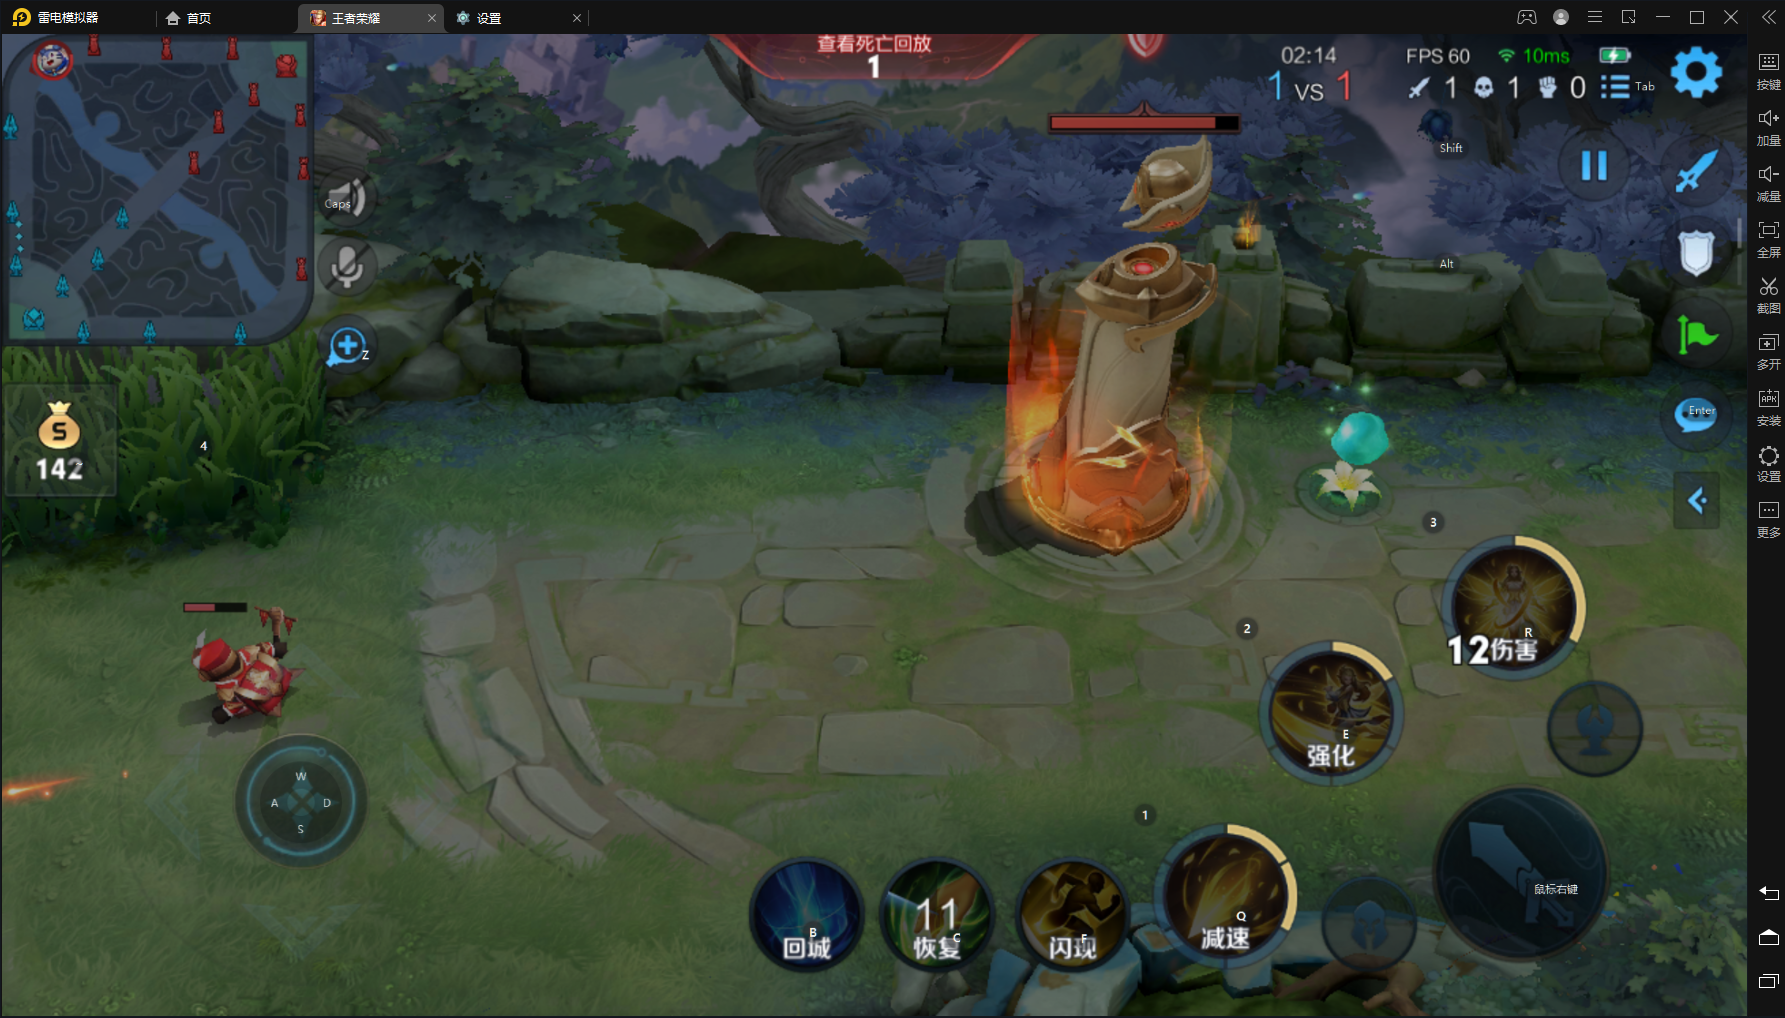 雷电模拟器
首页
王者荣耀
设置
查看死亡回放
1
02:14
FPS 60
10ms
1 VS 1
1
1
0
Tab
Shift
Caps
Alt
Z
Enter
142
4
3
2
1
R
12伤害
E
强化
Q
减速
W
A
D
S
B
回城
11
C
恢复
F
闪现
鼠标右键
按键
加量
减量
全屏
截图
多开
APK
安装
设置
更多